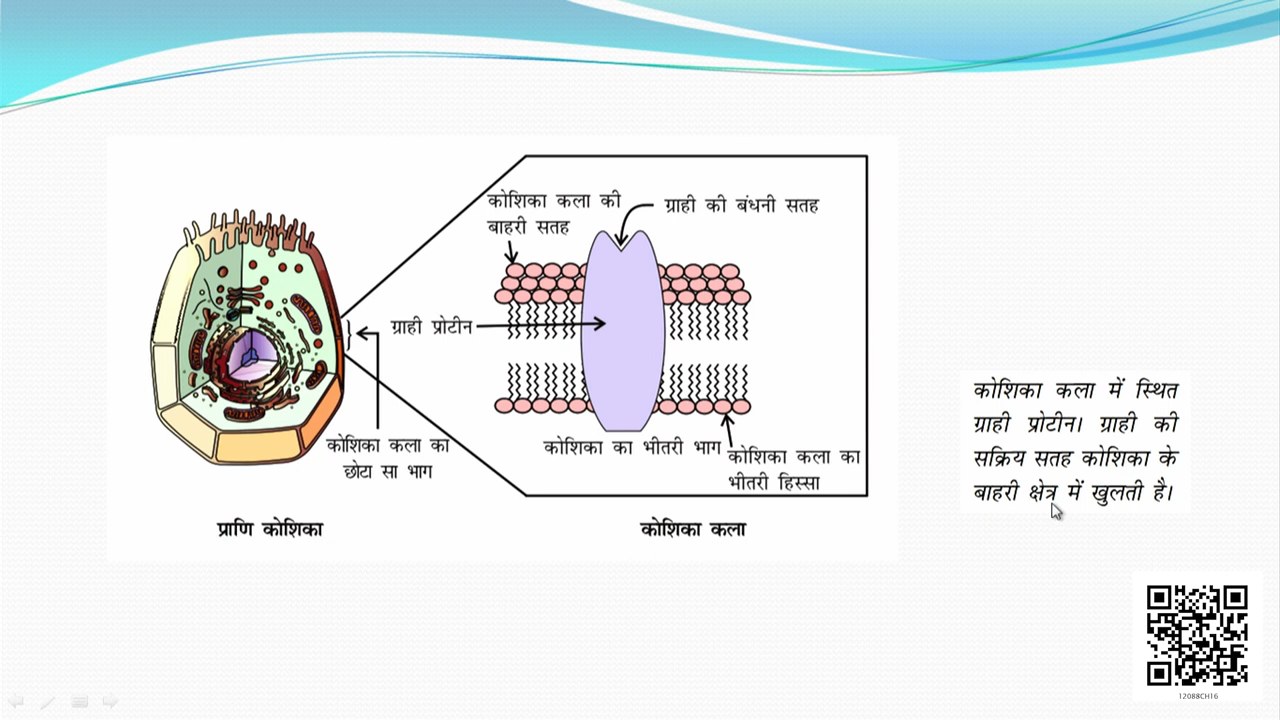 कोशिका कला की
बाहरी सतह
ग्राही की बंधनी सतह
ग्राही प्रोटीन
कोशिका कला का
छोटा सा भाग
कोशिका का भीतरी भाग
कोशिका कला का
भीतरी हिस्सा
प्राणि कोशिका
कोशिका कला
कोशिका कला में स्थित
ग्राही प्रोटीन। ग्राही की
सक्रिय सतह कोशिका के
बाहरी क्षेत्र में खुलती है।
12088CH16